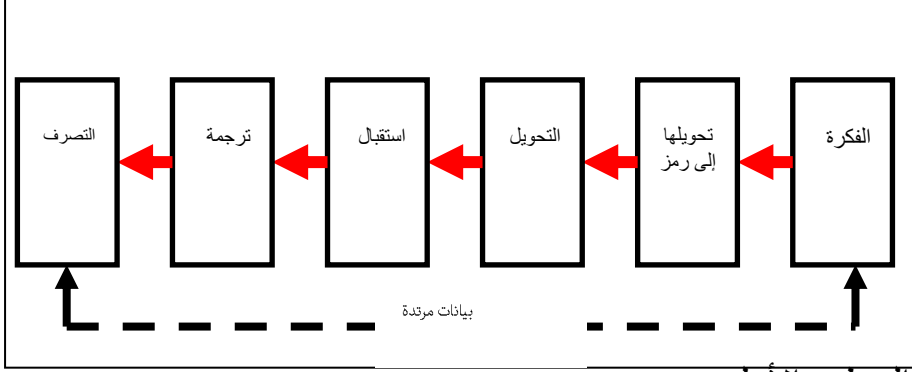 الفكرة
تحويلها
إلى رمز
التحويل
استقبال
ترجمة
التصرف
بيانات مرتدة